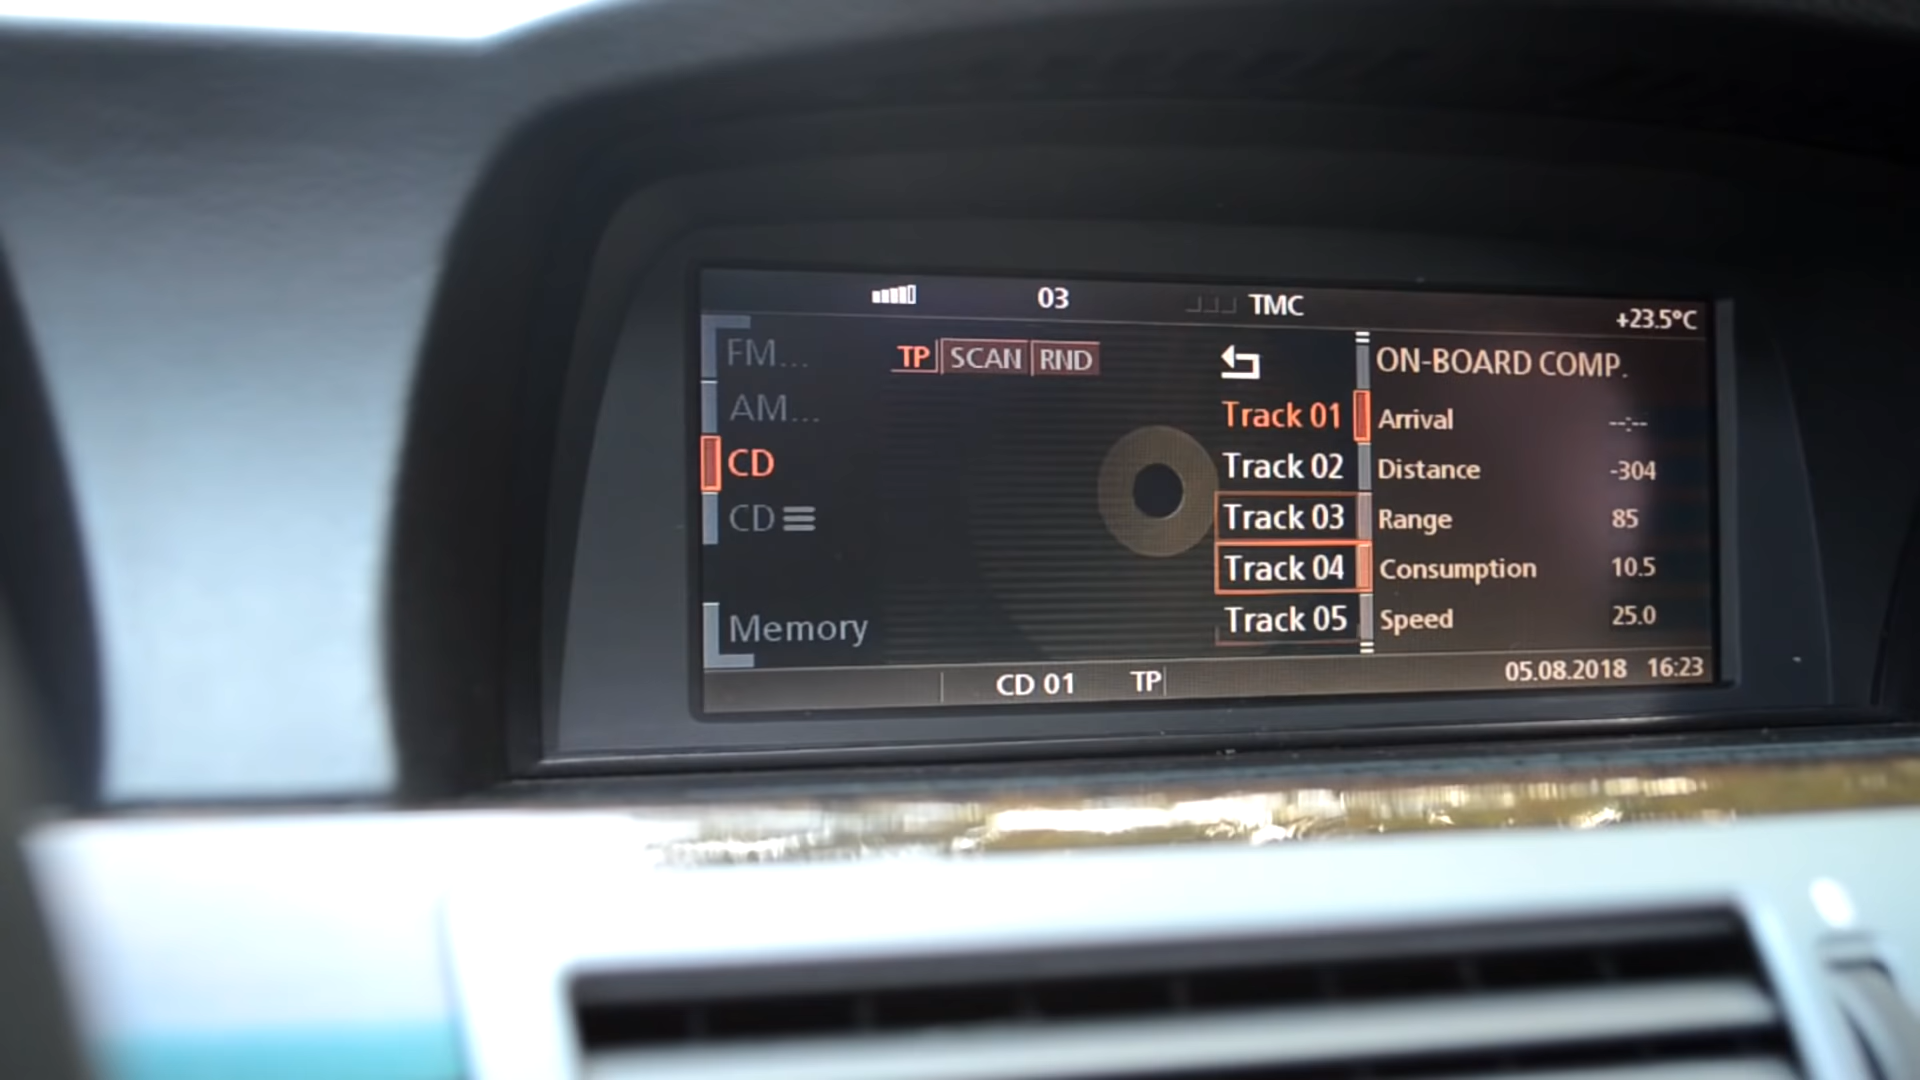 03 TMC +23.5°C
FM...
AM...
CD
CD
Memory
TP SCAN RND
Track 01
Track 02
Track 03
Track 04
Track 05
ON-BOARD COMP.
Arrival --:--
Distance -304
Range 85
Consumption 10.5
Speed 25.0
CD 01 TP 05.08.2018 16:23